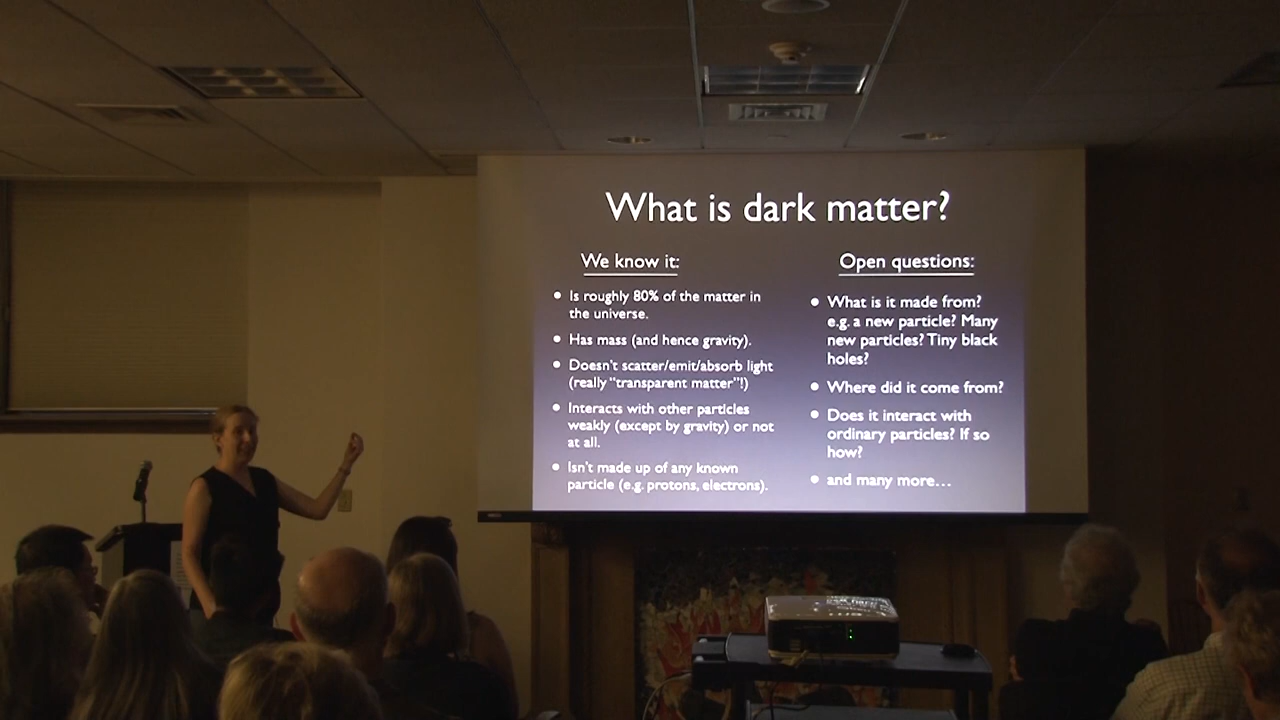 What is dark matter?
We know it:
• Is roughly 80% of the matter in
the universe.
• Has mass (and hence gravity).
• Doesn't scatter/emit/absorb light
(really "transparent matter"!)
• Interacts with other particles
weakly (except by gravity) or not
at all.
• Isn't made up of any known
particle (e.g. protons, electrons).
Open questions:
• What is it made from?
e.g. a new particle? Many
new particles? Tiny black
holes?
• Where did it come from?
• Does it interact with
ordinary particles? If so
how?
• and many more...